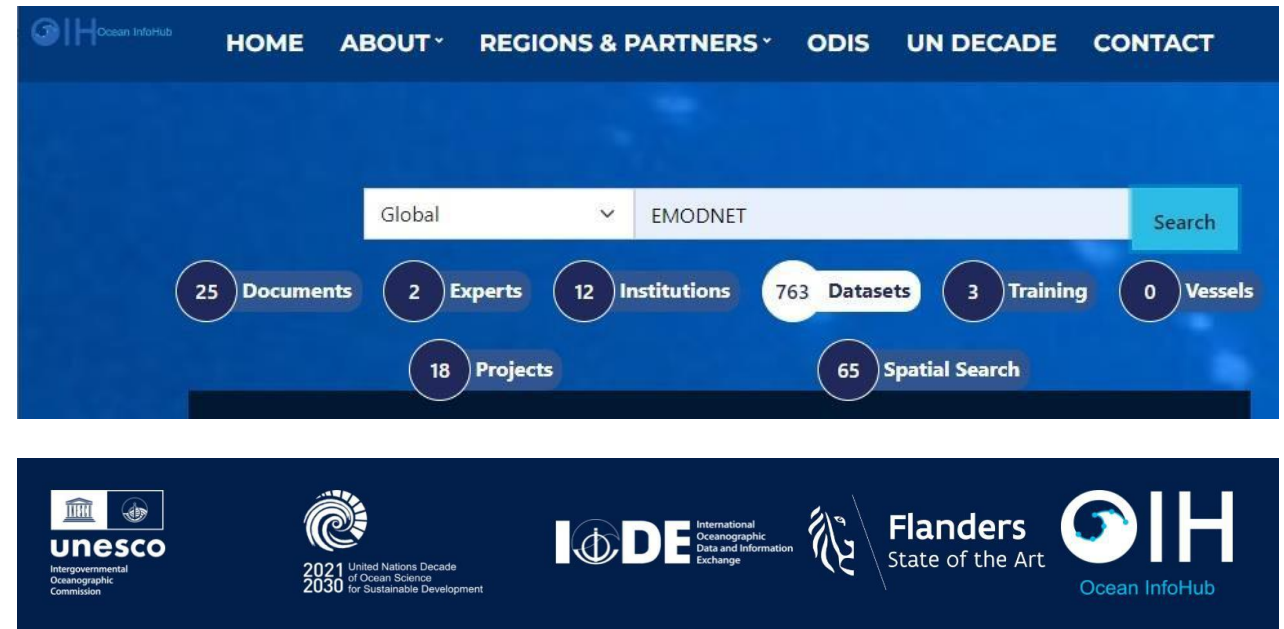 OIH Ocean InfoHub
HOME ABOUT REGIONS & PARTNERS ODIS UN DECADE CONTACT
Global EMODNET Search
25 Documents 2 Experts 12 Institutions 763 Datasets 3 Training 0 Vessels
18 Projects 65 Spatial Search
unesco
Intergovernmental
Oceanographic
Commission
2021 United Nations Decade
2030 of Ocean Science
for Sustainable Development
IODE
International
Oceanographic
Data and Information
Exchange
Flanders
State of the Art
OIH
Ocean InfoHub